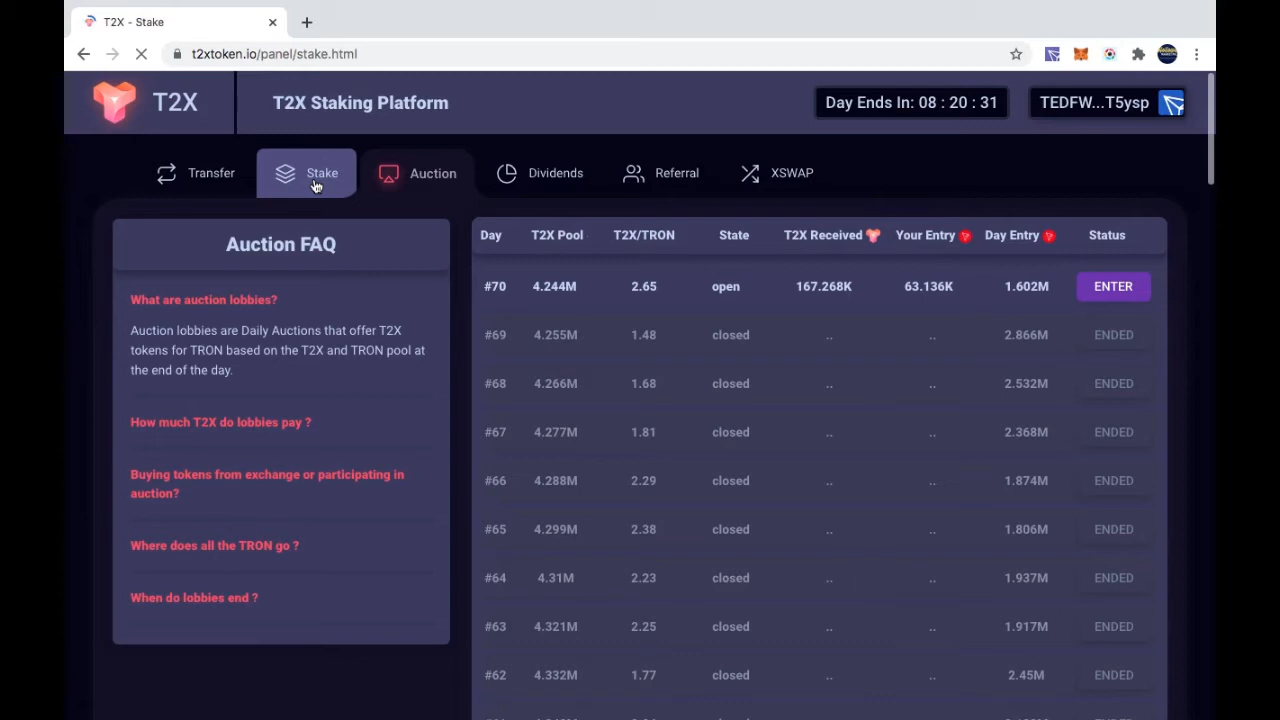 T2X - Stake
t2xtoken.io/panel/stake.html
T2X
T2X Staking Platform
Day Ends In: 08 : 20 : 31
TEDFW...T5ysp
Transfer
Stake
Auction
Dividends
Referral
XSWAP
Auction FAQ
What are auction lobbies?
Auction lobbies are Daily Auctions that offer T2X
tokens for TRON based on the T2X and TRON pool at
the end of the day.
How much T2X do lobbies pay ?
Buying tokens from exchange or participating in
auction?
Where does all the TRON go ?
When do lobbies end ?
Day T2X Pool T2X/TRON State T2X Received Your Entry Day Entry Status
#70 4.244M 2.65 open 167.268K 63.136K 1.602M ENTER
#69 4.255M 1.48 closed .. .. 2.866M ENDED
#68 4.266M 1.68 closed .. .. 2.532M ENDED
#67 4.277M 1.81 closed .. .. 2.368M ENDED
#66 4.288M 2.29 closed .. .. 1.874M ENDED
#65 4.299M 2.38 closed .. .. 1.806M ENDED
#64 4.31M 2.23 closed .. .. 1.937M ENDED
#63 4.321M 2.25 closed .. .. 1.917M ENDED
#62 4.332M 1.77 closed .. .. 2.45M ENDED